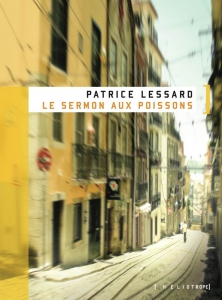 PATRICE LESSARD
LE SERMON AUX POISSONS
[HÉLIOTROPE]